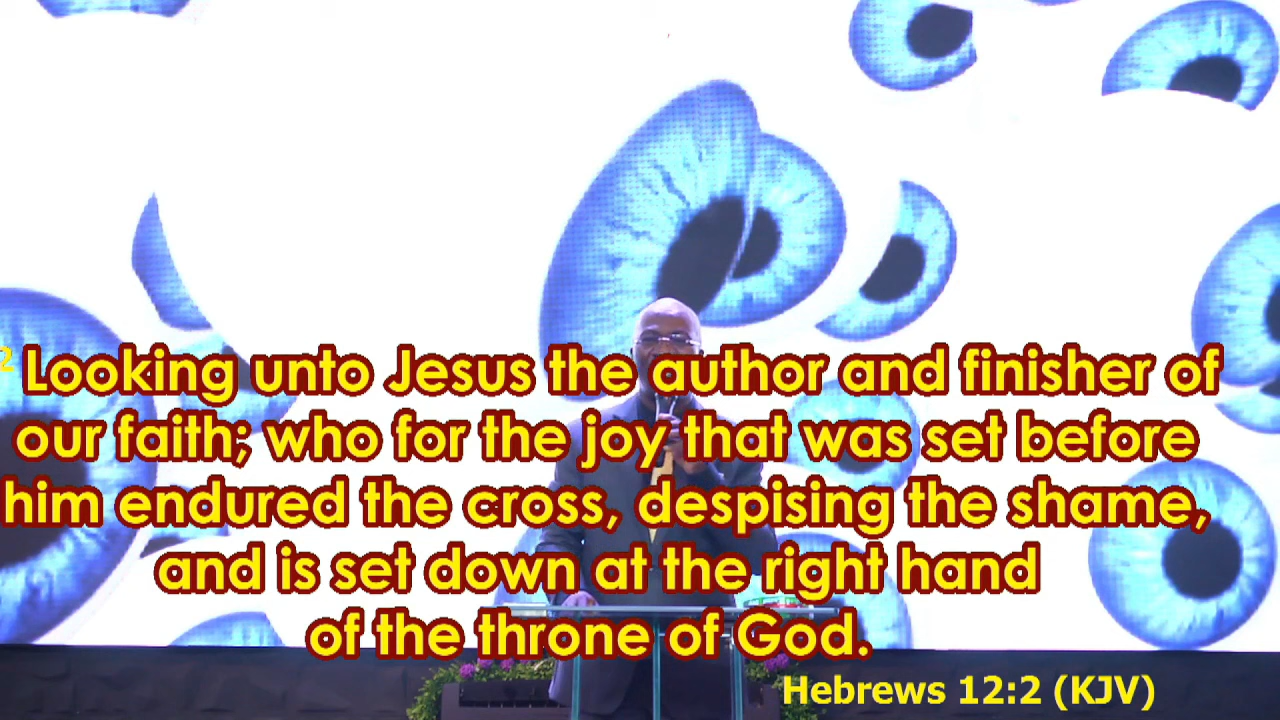 2 Looking unto Jesus the author and finisher of
our faith; who for the joy that was set before
him endured the cross, despising the shame,
and is set down at the right hand
of the throne of God.
Hebrews 12:2 (KJV)